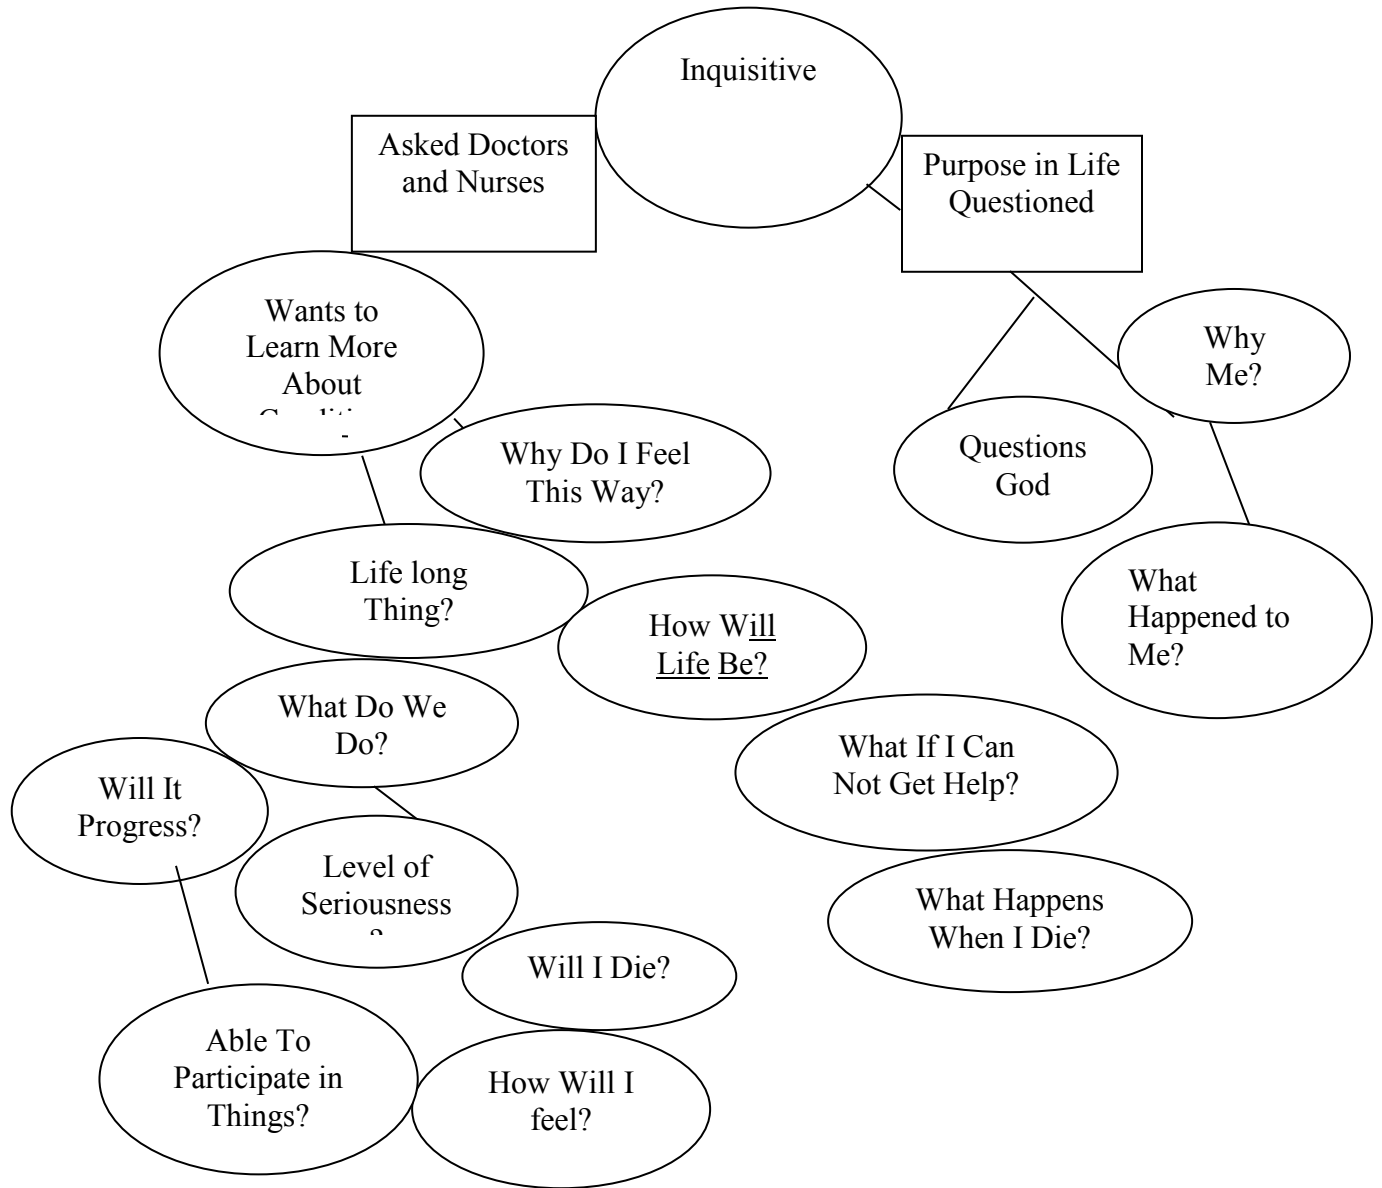 Inquisitive
Asked Doctors
and Nurses
Purpose in Life
Questioned
Wants to
Learn More
About
Why
Me?
Why Do I Feel
This Way?
Questions
God
Life long
Thing?
How Will
Life Be?
What
Happened to
Me?
What Do We
Do?
What If I Can
Not Get Help?
Will It
Progress?
Level of
Seriousness
?
What Happens
When I Die?
Will I Die?
Able To
Participate in
Things?
How Will I
feel?